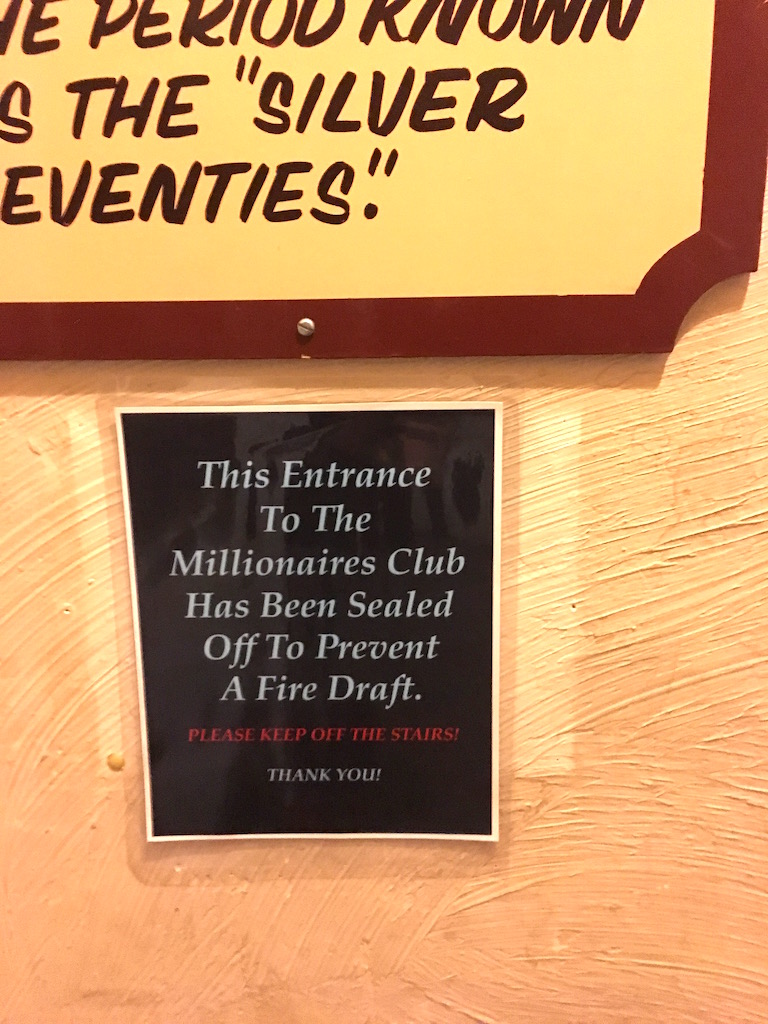 HE PERIOD KNOWN
S THE "SILVER
EVENTIES."
This Entrance
To The
Millionaires Club
Has Been Sealed
Off To Prevent
A Fire Draft.
PLEASE KEEP OFF THE STAIRS!
THANK YOU!